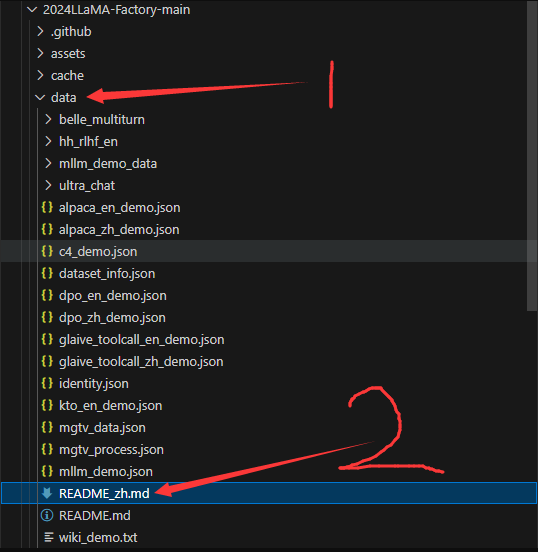 2024LLaMA-Factory-main
.github
assets
cache
1
data
belle_multiturn
hh_rlhf_en
mllm_demo_data
ultra_chat
alpaca_en_demo.json
alpaca_zh_demo.json
c4_demo.json
dataset_info.json
dpo_en_demo.json
dpo_zh_demo.json
glaive_toolcall_en_demo.json
glaive_toolcall_zh_demo.json
identity.json
kto_en_demo.json
2
mgtv_data.json
mgtv_process.json
mllm_demo.json
README_zh.md
README.md
wiki_demo.txt